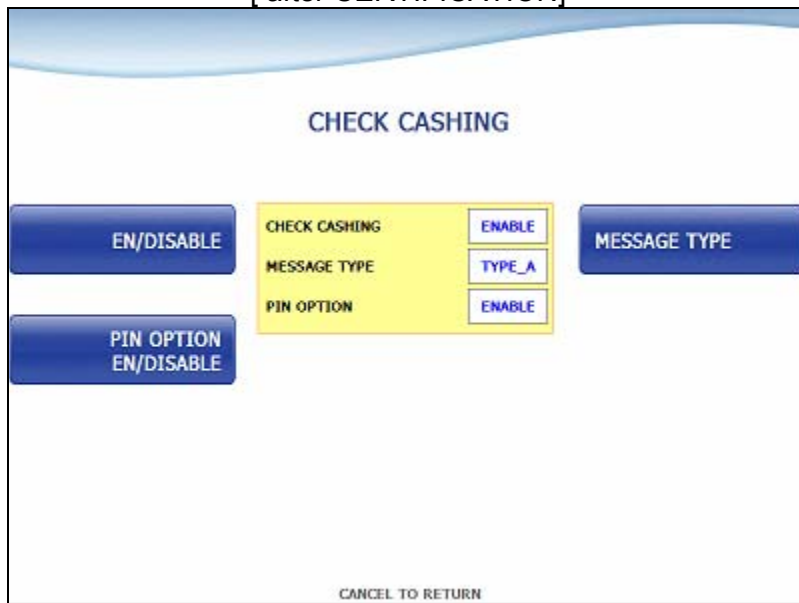 CHECK CASHING
EN/DISABLE
CHECK CASHING ENABLE
MESSAGE TYPE
MESSAGE TYPE TYPE_A
PIN OPTION ENABLE
PIN OPTION
EN/DISABLE
CANCEL TO RETURN